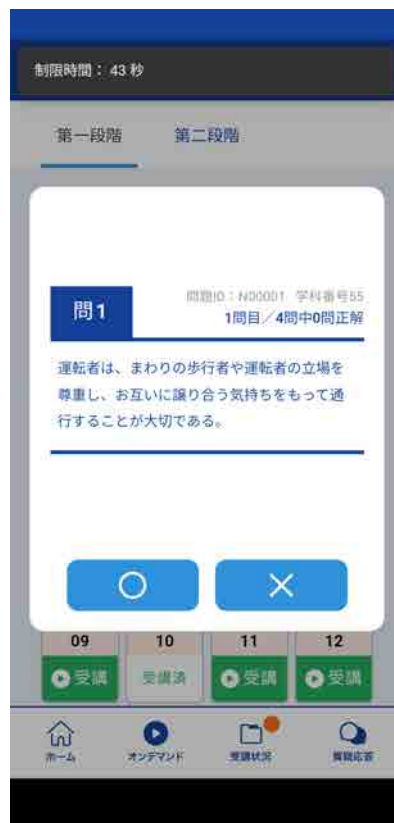 制限時間： 43 秒
第一段階 第二段階
問題ID：N00001 学科番号55
問1
1問目／4問中0問正解
運転者は、まわりの歩行者や運転者の立場を
尊重し、お互いに譲り合う気持ちをもって通
行することが大切である。
09 10 11 12
受講 受講済 受講 受講
ホーム オンデマンド 受講状況 質疑応答